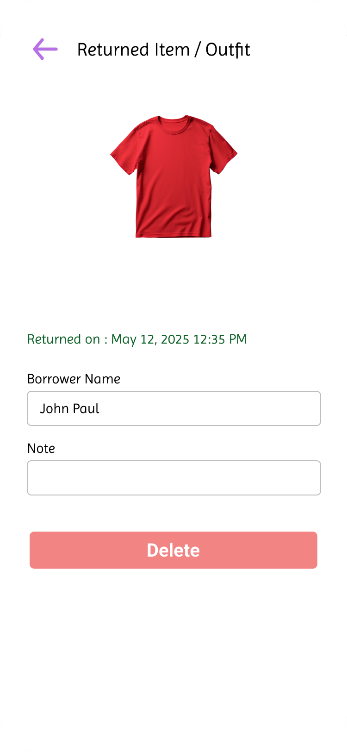 Returned Item / Outfit
Returned on : May 12, 2025 12:35 PM
Borrower Name
John Paul
Note
Delete